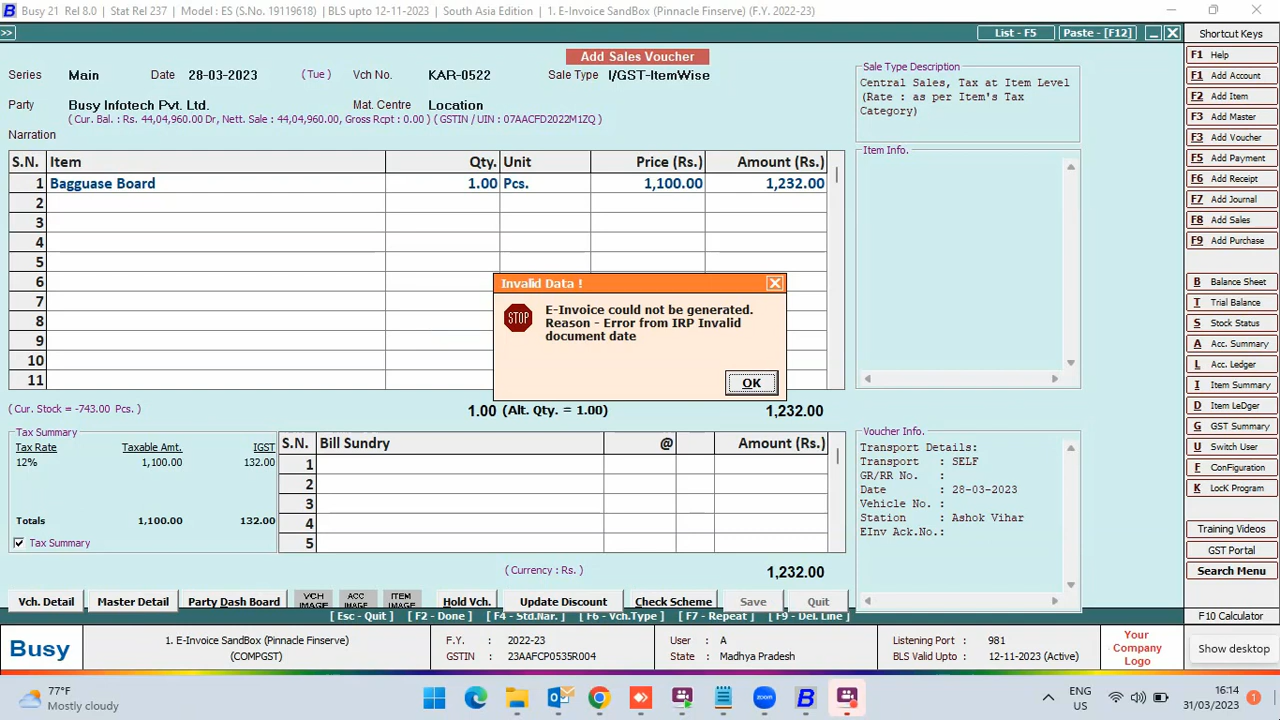 Busy 21 Rel 8.0 | Stat Rel 237 | Model : ES (S.No. 19119618) | BLS upto 12-11-2023 | South Asia Edition | 1. E-Invoice SandBox (Pinnacle Finserve) (F.Y. 2022-23)
>> List - F5 Paste - [F12]
Shortcut Keys
Add Sales Voucher
Series Main Date 28-03-2023 (Tue) Vch No. KAR-0522 Sale Type I/GST-ItemWise
Party Busy Infotech Pvt. Ltd. Mat. Centre Location
(Cur. Bal. : Rs. 44,04,960.00 Dr, Nett. Sale : 44,04,960.00, Gross Rcpt : 0.00) (GSTIN / UIN : 07AACFD2022M1ZQ)
Narration
Sale Type Description
Central Sales, Tax at Item Level
(Rate : as per Item's Tax
Category)
Item Info.
S.N. Item Qty. Unit Price (Rs.) Amount (Rs.)
1 Bagguase Board 1.00 Pcs. 1,100.00 1,232.00
2
3
4
5
6
7
8
9
10
11
Invalid Data !
E-Invoice could not be generated.
Reason - Error from IRP Invalid
document date
STOP
OK
(Cur. Stock = -743.00 Pcs.) 1.00 (Alt. Qty. = 1.00) 1,232.00
Tax Summary
Tax Rate Taxable Amt. IGST
12% 1,100.00 132.00
Totals 1,100.00 132.00
Tax Summary
S.N. Bill Sundry @ Amount (Rs.)
1
2
3
4
5
(Currency : Rs.) 1,232.00
Voucher Info.
Transport Details:
Transport : SELF
GR/RR No. :
Date : 28-03-2023
Vehicle No. :
Station : Ashok Vihar
EInv Ack.No.:
Vch. Detail Master Detail Party Dash Board VCH IMAGE ACC IMAGE ITEM IMAGE Hold Vch. Update Discount Check Scheme Save Quit
[ Esc - Quit ] [ F2 - Done ] [ F4 - Std.Nar. ] [ F6 - Vch.Type ] [ F7 - Repeat ] [ F9 - Del. Line ]
F1 Help
F1 Add Account
F2 Add Item
F3 Add Master
F3 Add Voucher
F5 Add Payment
F6 Add Receipt
F7 Add Journal
F8 Add Sales
F9 Add Purchase
B Balance Sheet
T Trial Balance
S Stock Status
A Acc. Summary
L Acc. Ledger
I Item Summary
D Item LeDger
G GST Summary
U Switch User
F ConFiguration
K LocK Program
Training Videos
GST Portal
Search Menu
F10 Calculator
Busy
1. E-Invoice SandBox (Pinnacle Finserve)
(COMPGST)
F.Y. : 2022-23
GSTIN : 23AAFCP0535R004
User : A
State : Madhya Pradesh
Listening Port : 981
BLS Valid Upto : 12-11-2023 (Active)
Your
Company
Logo
Show desktop
77°F
Mostly cloudy
zoom
B
ENG
US
16:14
31/03/2023
1